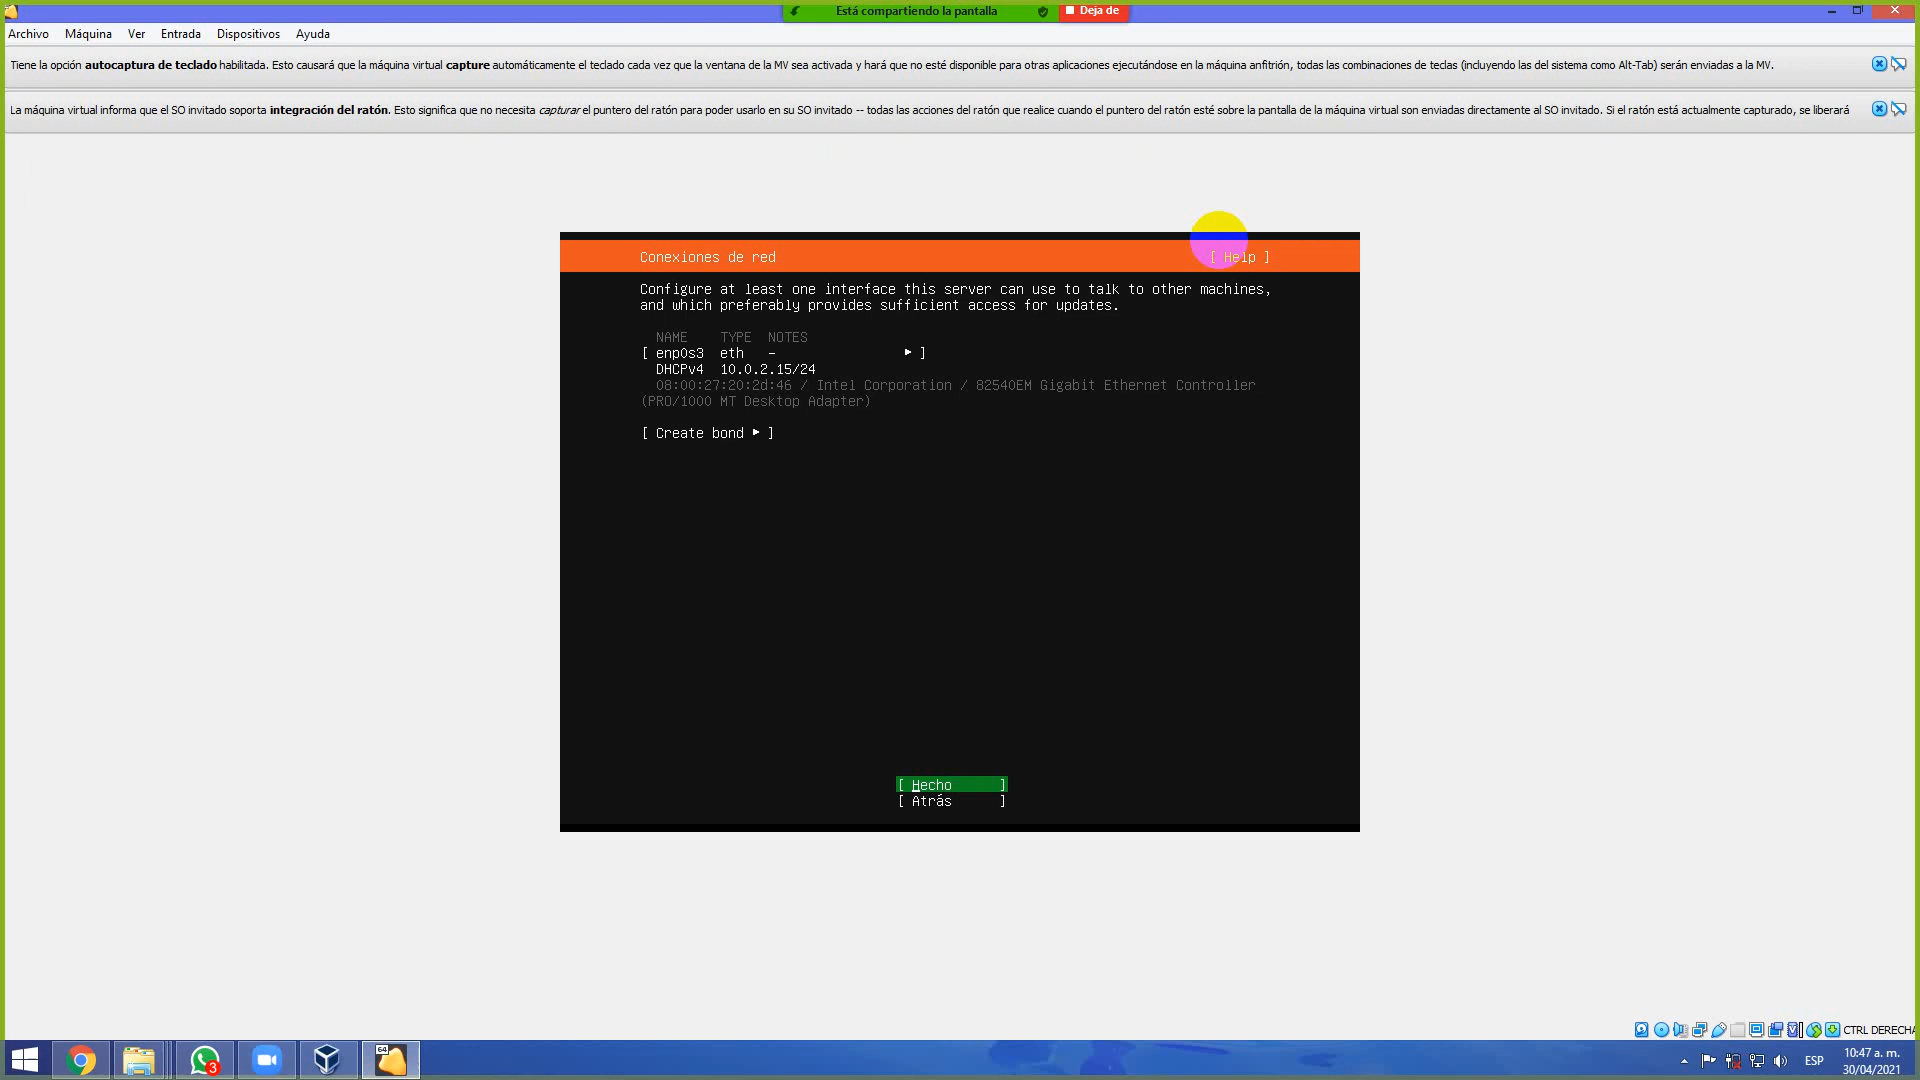 Está compartiendo la pantalla
Deja de
Archivo Máquina Ver Entrada Dispositivos Ayuda
Tiene la opción autocaptura de teclado habilitada. Esto causará que la máquina virtual capture automáticamente el teclado cada vez que la ventana de la MV sea activada y hará que no esté disponible para otras aplicaciones ejecutándose en la máquina anfitrión, todas las combinaciones de teclas (incluyendo las del sistema como Alt-Tab) serán enviadas a la MV.
La máquina virtual informa que el SO invitado soporta integración del ratón. Esto significa que no necesita capturar el puntero del ratón para poder usarlo en su SO invitado -- todas las acciones del ratón que realice cuando el puntero del ratón esté sobre la pantalla de la máquina virtual son enviadas directamente al SO invitado. Si el ratón está actualmente capturado, se liberará
Conexiones de red [ Help ]
Configure at least one interface this server can use to talk to other machines,
and which preferably provides sufficient access for updates.
NAME TYPE NOTES
[ enp0s3 eth – ▸ ]
DHCPv4 10.0.2.15/24
08:00:27:20:2d:46 / Intel Corporation / 82540EM Gigabit Ethernet Controller
(PRO/1000 MT Desktop Adapter)
[ Create bond ▸ ]
[ Hecho ]
[ Atrás ]
CTRL DERECHA
64
3
ESP
10:47 a. m.
30/04/2021